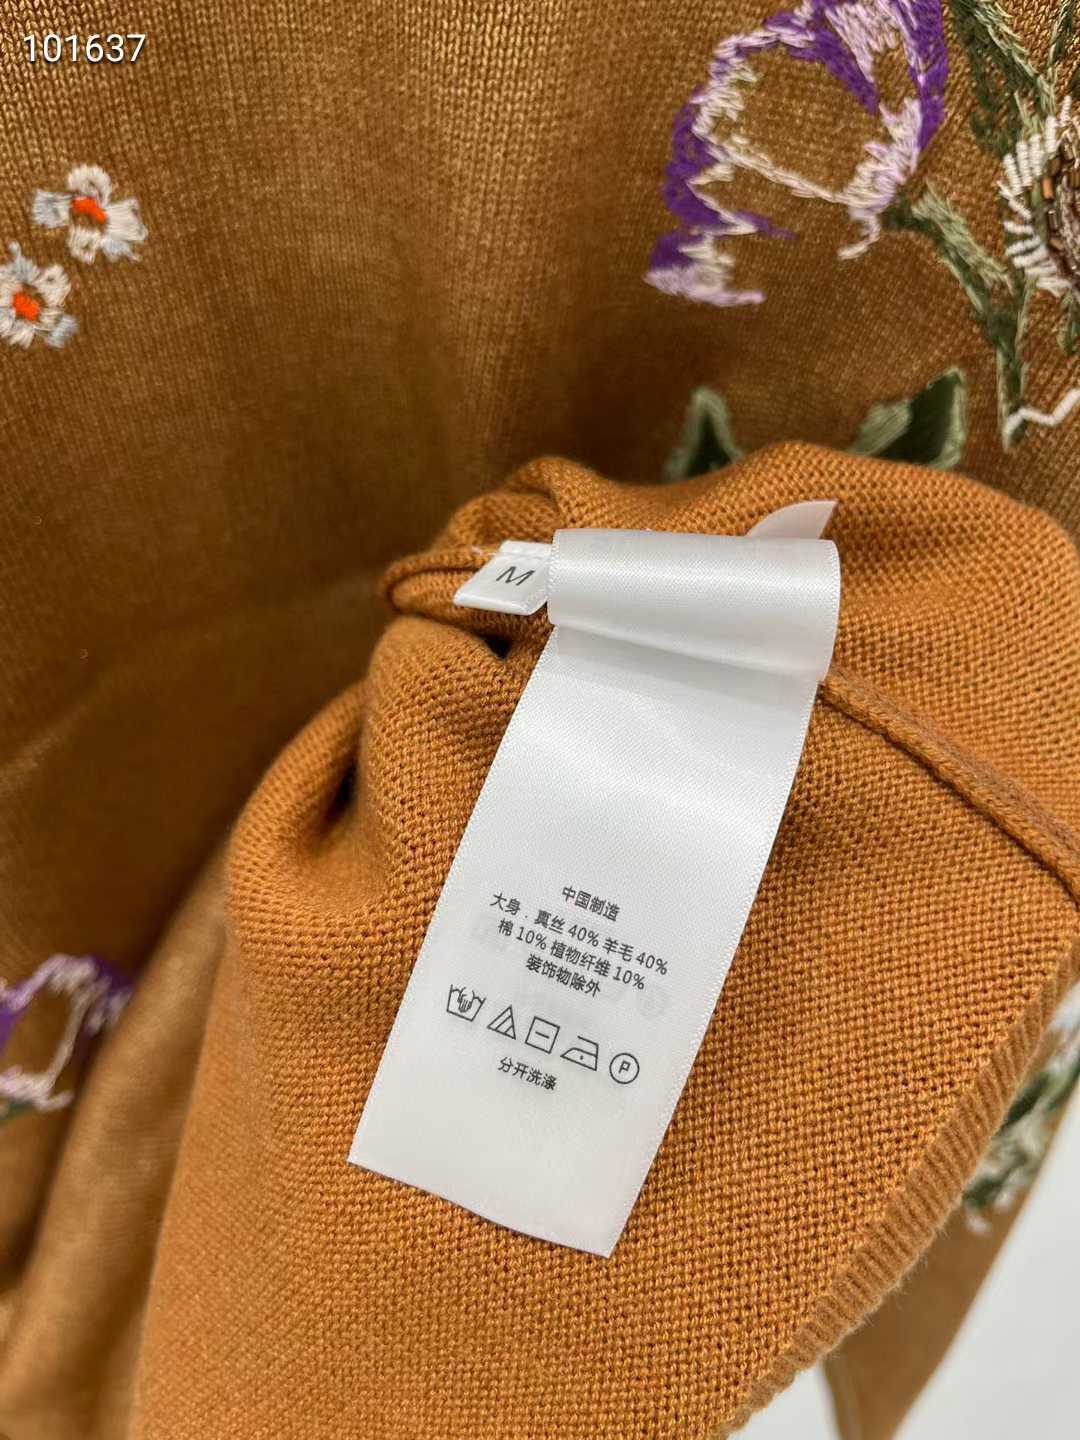 101637
M
中国制造
大身．真丝 40% 羊毛 40%
棉 10% 植物纤维 10%
装饰物除外
P
分开洗涤